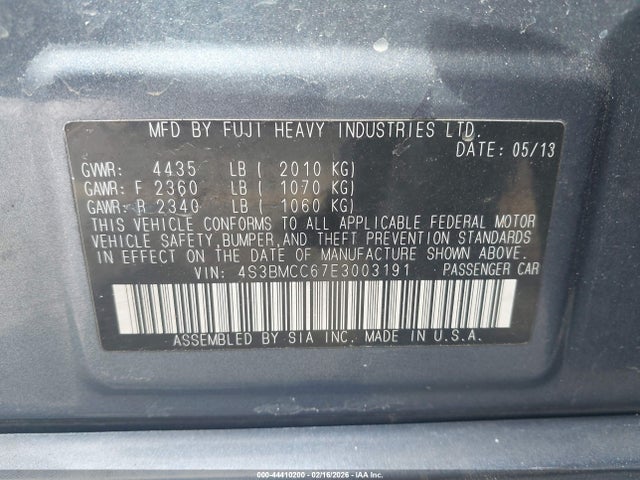 MFD BY FUJI HEAVY INDUSTRIES LTD.
DATE: 05/13
GVWR: 4435 LB ( 2010 KG)
GAWR: F 2360 LB ( 1070 KG)
GAWR: R 2340 LB ( 1060 KG)
THIS VEHICLE CONFORMS TO ALL APPLICABLE FEDERAL MOTOR
VEHICLE SAFETY, BUMPER, AND THEFT PREVENTION STANDARDS
IN EFFECT ON THE DATE OF MANUFACTURE SHOWN ABOVE.
VIN: 4S3BMCC67E3003191 PASSENGER CAR
ASSEMBLED BY SIA INC. MADE IN U.S.A.
000-44410200 - 02/16/2026 - IAA Holdings, LLC